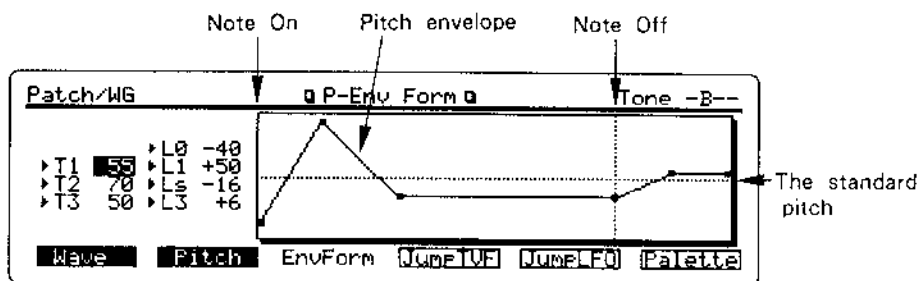 Note On Pitch envelope Note Off
Patch/WG P-Env Form Tone -B--
L0 -40
T1 55 L1 +50
T2 70 Ls -16
T3 50 L3 +6
The standard
pitch
Wave Pitch EnvForm JumpTVF JumpLFO Palette